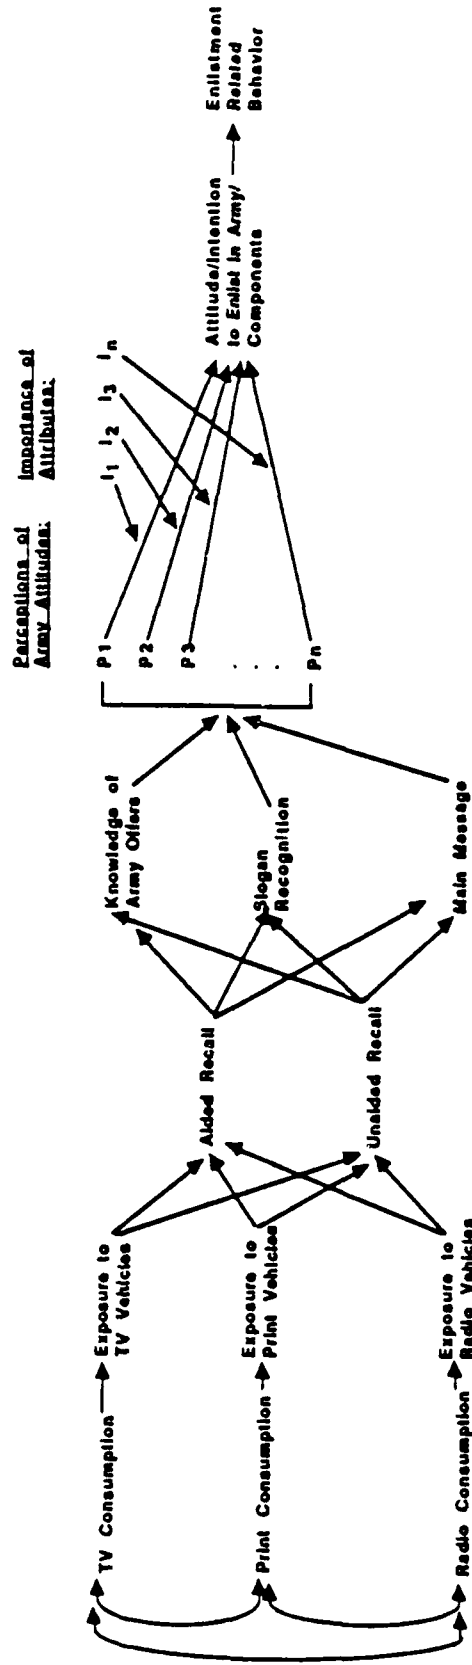 TV Consumption
Print Consumption
Radio Consumption
Exposure to
TV Vehicles
Exposure to
Print Vehicles
Exposure to
Radio Vehicles
Aided Recall
Unaided Recall
Knowledge of
Army Offers
Slogan
Recognition
Main Message
Perceptions of
Army Attitudes:
P1
P2
P3
. . . .
Pn
Importance of
Attributes:
I1
I2
I3
In
Attitude/Intention
to Enlist in Army/
Components
Enlistment
Related
Behavior